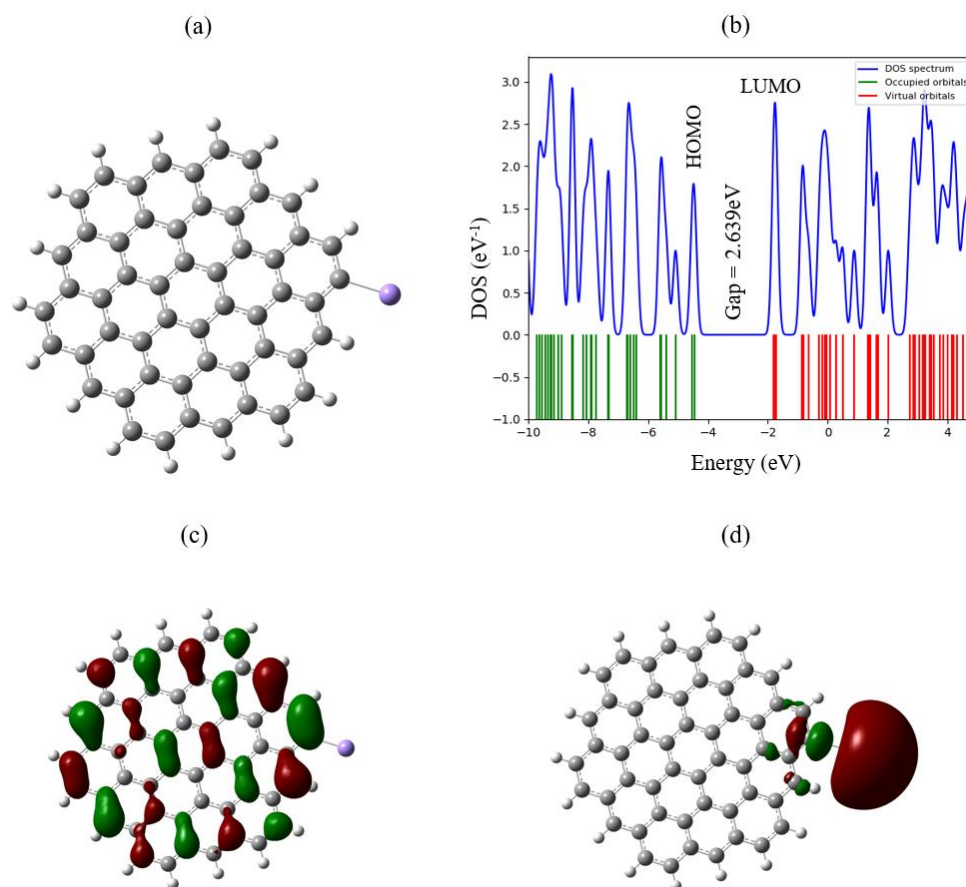 (a)
(b)
DOS spectrum
Occupied orbitals
Virtual orbitals
LUMO
HOMO
Gap = 2.639eV
DOS (eV⁻¹)
3.0
2.5
2.0
1.5
1.0
0.5
0.0
−0.5
−1.0
−10
−8
−6
−4
−2
0
2
4
Energy (eV)
(c)
(d)